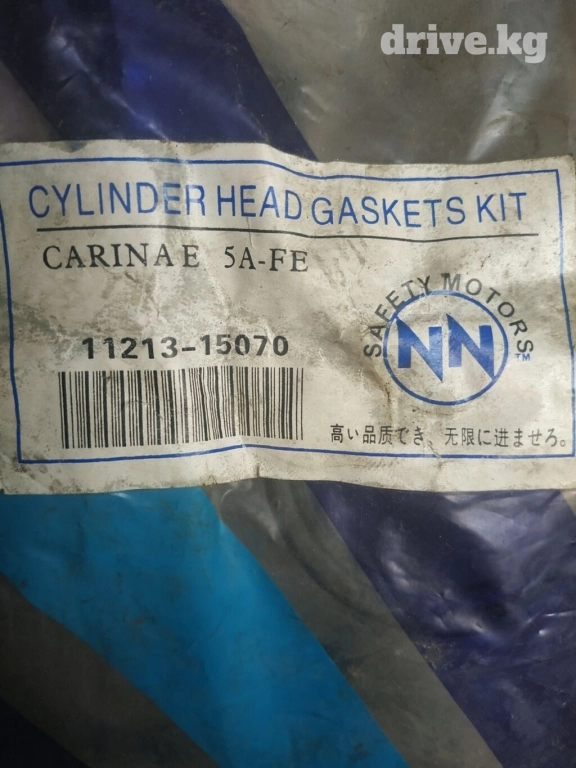 drive.kg
CYLINDER HEAD GASKETS KIT
CARINA E 5A-FE
SAFETY MOTORS
NN
TM
11213-15070
高い品质でき、无限に进ませろ。